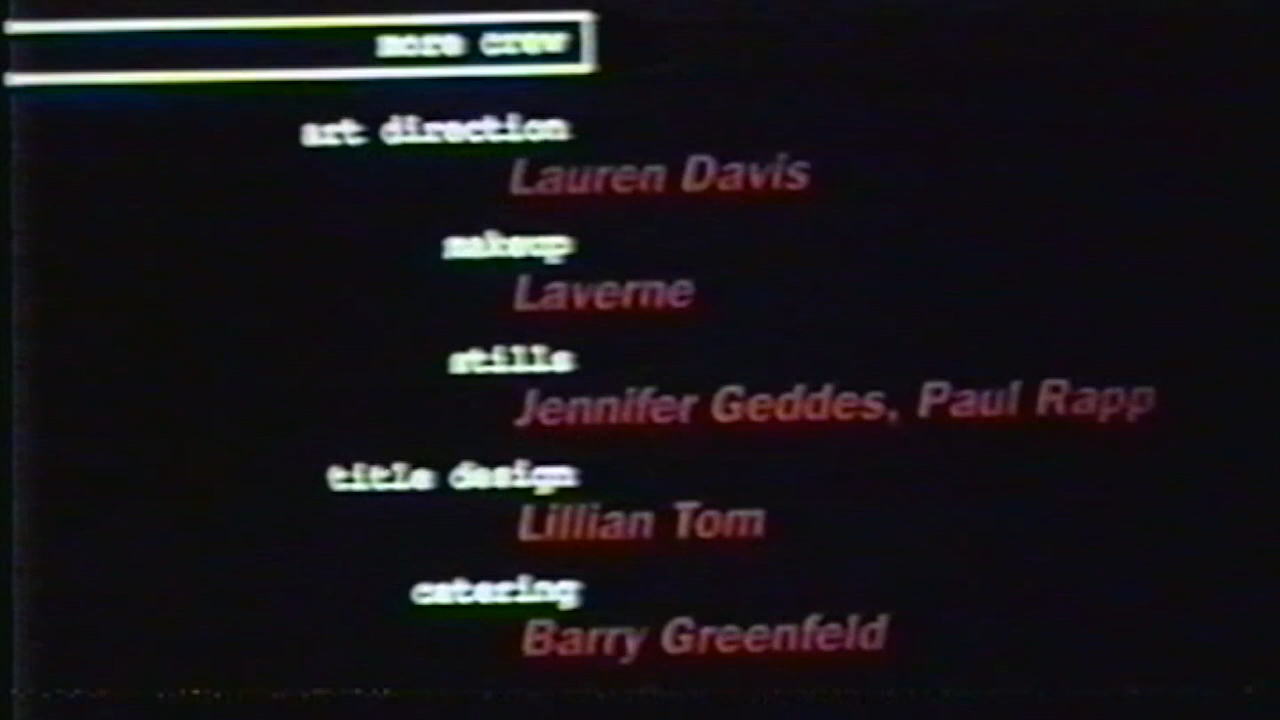 more crew
art direction
Lauren Davis
makeup
Laverne
stills
Jennifer Geddes, Paul Rapp
title design
Lillian Tom
catering
Barry Greenfeld